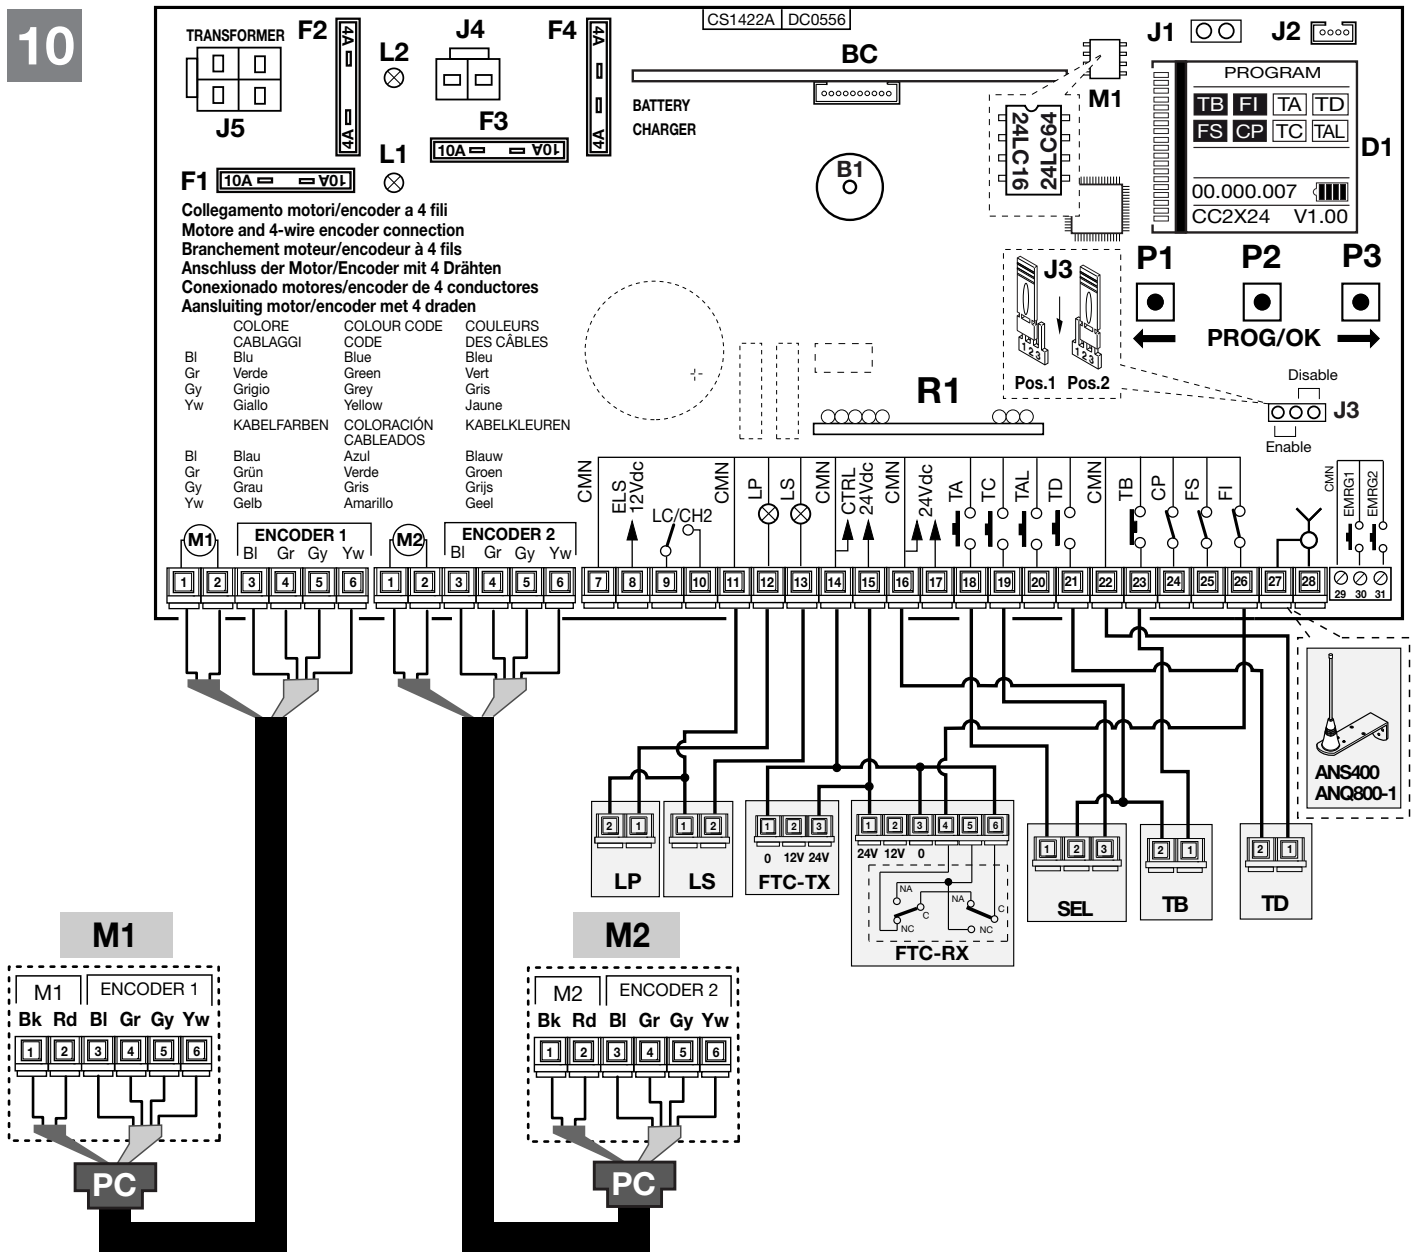 10
CS1422A DC0556
TRANSFORMER
J5
F2
4A
4A
L2
J4
F4
4A
4A
BC
BATTERY
CHARGER
M1
J1
J2
F3
10A 10A
L1
F1
10A 10A
B1
24LC16
24LC64
PROGRAM
TB FI TA TD
FS CP TC TAL
00.000.007
CC2X24 V1.00
D1
Collegamento motori/encoder a 4 fili
Motore and 4-wire encoder connection
Branchement moteur/encodeur à 4 fils
Anschluss der Motor/Encoder mit 4 Drähten
Conexionado motores/encoder de 4 conductores
Aansluiting motor/encoder met 4 draden
COLORE COLOUR CODE COULEURS
CABLAGGI CODE DES CÂBLES
Bl Blu Blue Bleu
Gr Verde Green Vert
Gy Grigio Grey Gris
Yw Giallo Yellow Jaune
KABELFARBEN COLORACIÓN KABELKLEUREN
CABLEADOS
Bl Blau Azul Blauw
Gr Grün Verde Groen
Gy Grau Gris Grijs
Yw Gelb Amarillo Geel
J3
1 2 3
1 2 3
Pos.1 Pos.2
P1 P2 P3
PROG/OK
Disable
J3
Enable
R1
M1
ENCODER 1
Bl Gr Gy Yw
M2
ENCODER 2
Bl Gr Gy Yw
CMN
ELS
12Vdc
LC/CH2
CMN
LP
LS
CMN
CTRL
24Vdc
CMN
24Vdc
TA
TC
TAL
TD
CMN
TB
CP
FS
FI
CMN
EMRG1
EMRG2
1 2 3 4 5 6
1 2 3 4 5 6
7 8 9 10 11 12 13 14 15 16 17 18 19 20 21 22 23 24 25 26 27 28
29 30 31
ANS400
ANQ800-1
2 1
LP
1 2
LS
1 2 3
0 12V 24V
FTC-TX
1 2 3 4 5 6
24V 12V 0
NA
C
NC
NA
C
NC
FTC-RX
1 2 3
SEL
2 1
TB
2 1
TD
M1
M1 ENCODER 1
Bk Rd Bl Gr Gy Yw
1 2 3 4 5 6
PC
M2
M2 ENCODER 2
Bk Rd Bl Gr Gy Yw
1 2 3 4 5 6
PC